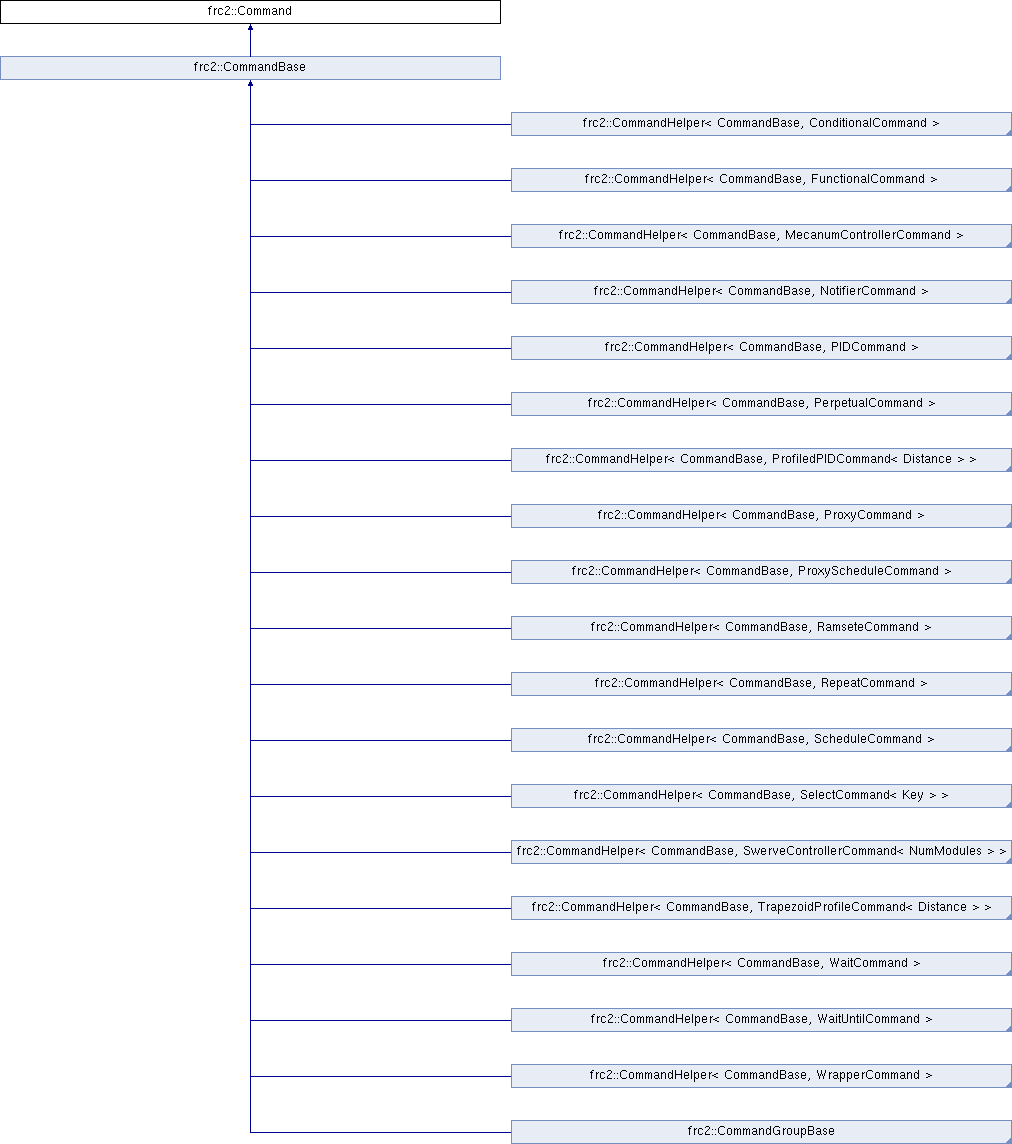 frc2::Command
frc2::CommandBase
frc2::CommandHelper< CommandBase, ConditionalCommand >
frc2::CommandHelper< CommandBase, FunctionalCommand >
frc2::CommandHelper< CommandBase, MecanumControllerCommand >
frc2::CommandHelper< CommandBase, NotifierCommand >
frc2::CommandHelper< CommandBase, PIDCommand >
frc2::CommandHelper< CommandBase, PerpetualCommand >
frc2::CommandHelper< CommandBase, ProfiledPIDCommand< Distance > >
frc2::CommandHelper< CommandBase, ProxyCommand >
frc2::CommandHelper< CommandBase, ProxyScheduleCommand >
frc2::CommandHelper< CommandBase, RamseteCommand >
frc2::CommandHelper< CommandBase, RepeatCommand >
frc2::CommandHelper< CommandBase, ScheduleCommand >
frc2::CommandHelper< CommandBase, SelectCommand< Key > >
frc2::CommandHelper< CommandBase, SwerveControllerCommand< NumModules > >
frc2::CommandHelper< CommandBase, TrapezoidProfileCommand< Distance > >
frc2::CommandHelper< CommandBase, WaitCommand >
frc2::CommandHelper< CommandBase, WaitUntilCommand >
frc2::CommandHelper< CommandBase, WrapperCommand >
frc2::CommandGroupBase